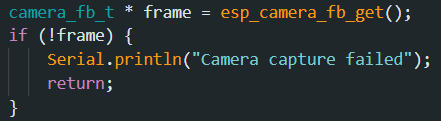 camera_fb_t * frame = esp_camera_fb_get();
if (!frame) {
    Serial.println("Camera capture failed");
    return;
}